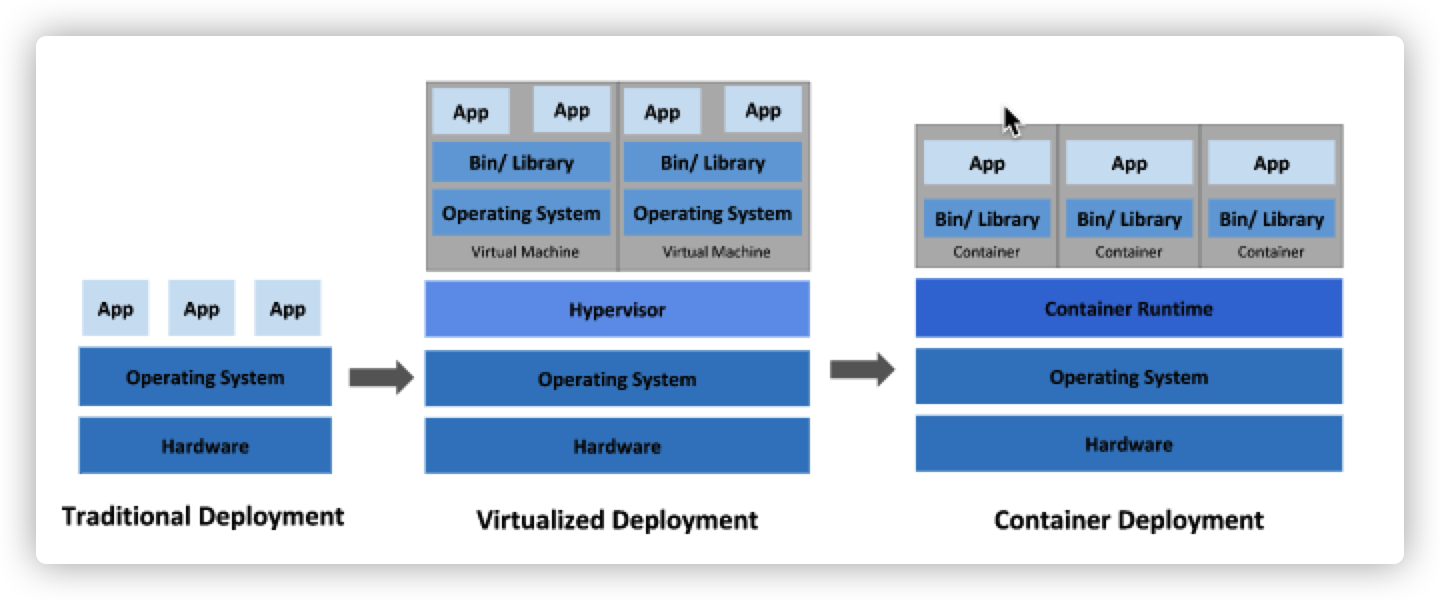 App App App
Operating System
Hardware
Traditional Deployment
App App App App
Bin/ Library Bin/ Library
Operating System Operating System
Virtual Machine Virtual Machine
Hypervisor
Operating System
Hardware
Virtualized Deployment
App App App
Bin/ Library Bin/ Library Bin/ Library
Container Container Container
Container Runtime
Operating System
Hardware
Container Deployment